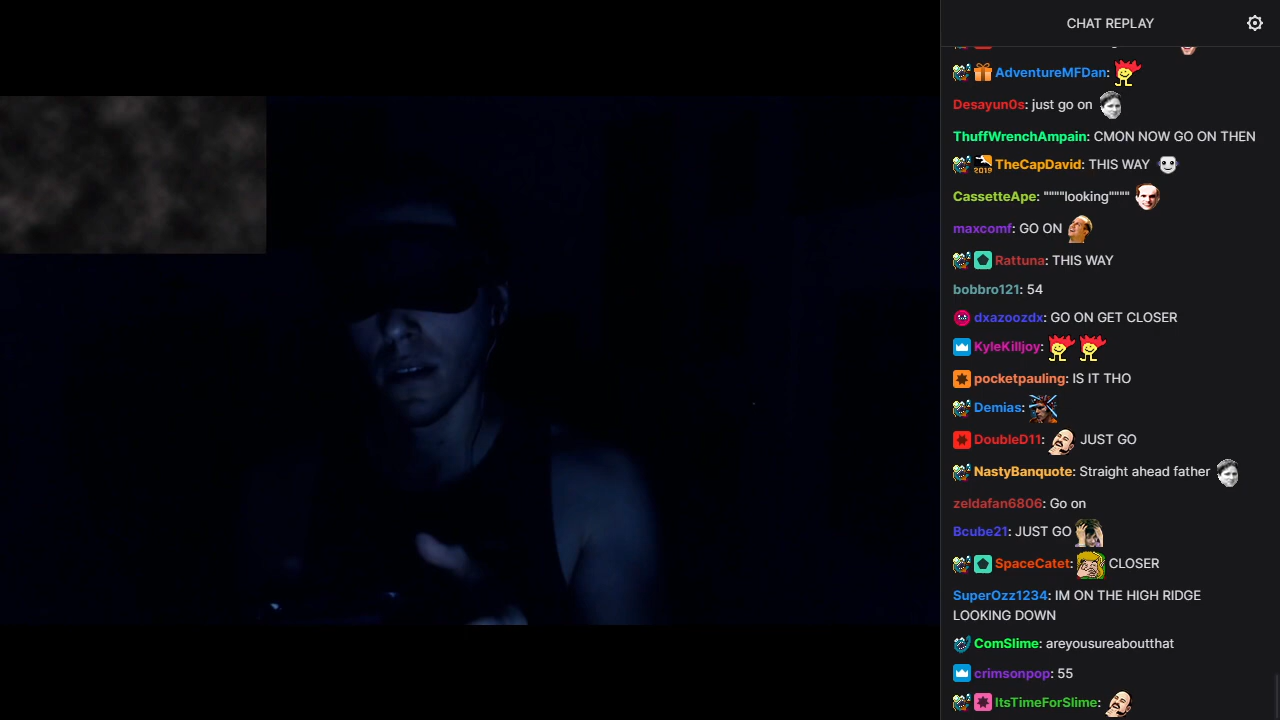 CHAT REPLAY
AdventureMFDan:
Desayun0s: just go on
ThuffWrenchAmpain: CMON NOW GO ON THEN
2019 TheCapDavid: THIS WAY
CassetteApe: """"looking""""
maxcomf: GO ON
Rattuna: THIS WAY
bobbro121: 54
dxazoozdx: GO ON GET CLOSER
KyleKilljoy:
pocketpauling: IS IT THO
Demias:
DoubleD11: JUST GO
NastyBanquote: Straight ahead father
zeldafan6806: Go on
Bcube21: JUST GO
SpaceCatet: CLOSER
SuperOzz1234: IM ON THE HIGH RIDGE
LOOKING DOWN
ComSlime: areyousureaboutthat
crimsonpop: 55
ItsTimeForSlime: